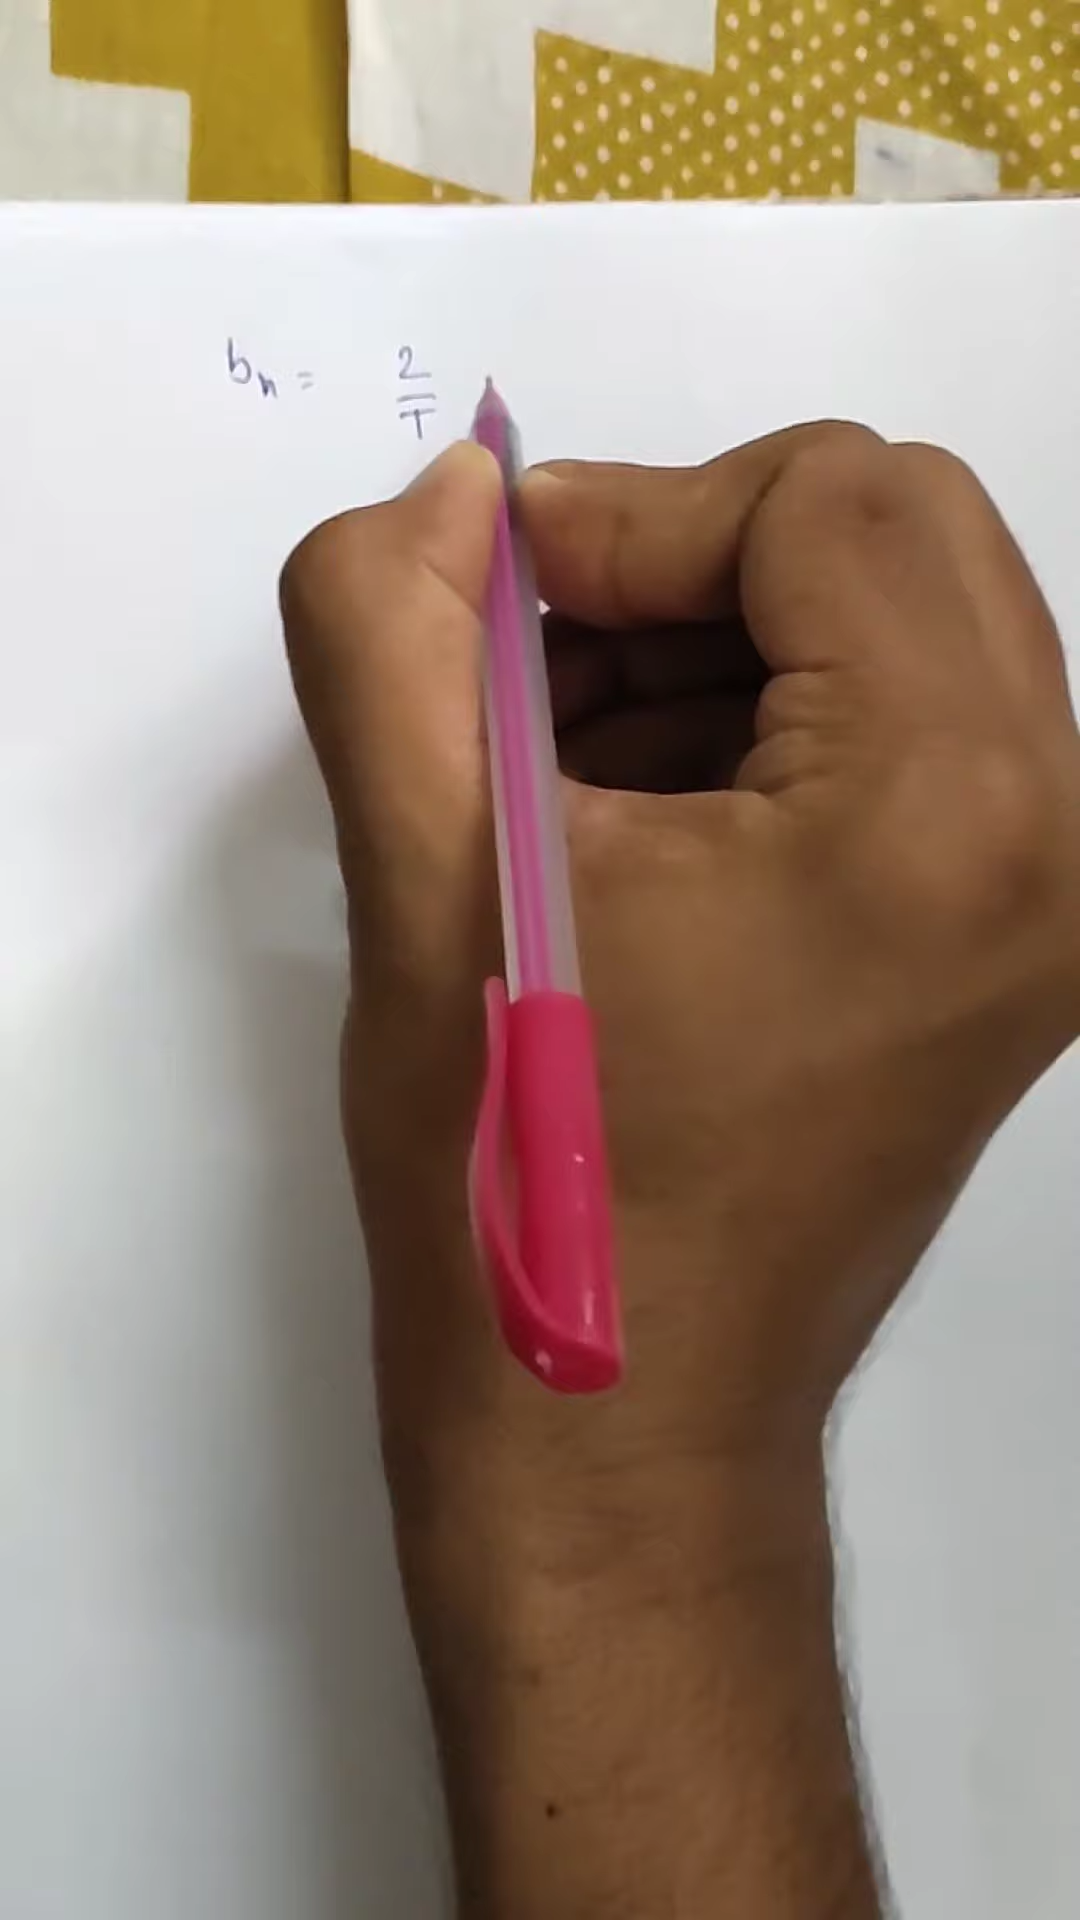 bn = 2/T